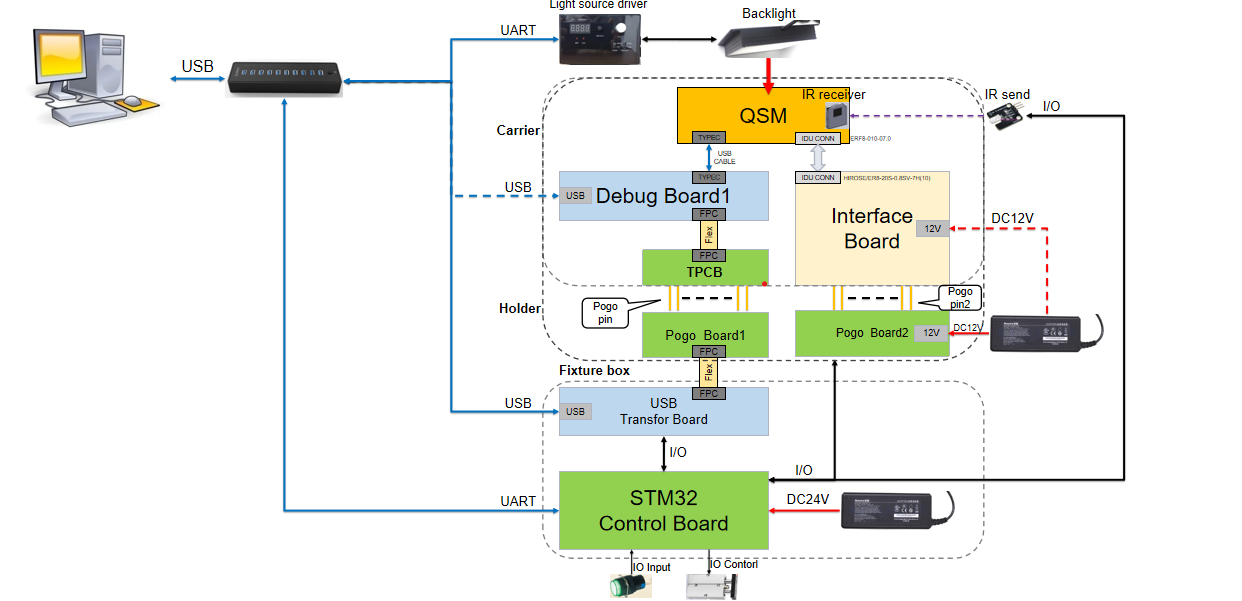 Light source driver
Backlight
UART
USB
IR receiver
IR send
I/O
QSM
Carrier
TYPEC
IDU CONN
ERF8-010-07.0
USB
CABLE
TYPEC
IDU CONN
HIROSE/ER8-20S-0.8SV-7H(10)
USB
USB
Debug Board1
FPC
Interface
Board
12V
DC12V
Flex
FPC
TPCB
Holder
Pogo
pin
Pogo
pin2
Pogo Board1
Pogo Board2
12V
DC12V
FPC
Flex
Fixture box
FPC
USB
USB
USB
Transfor Board
I/O
I/O
UART
STM32
Control Board
DC24V
IO Input
IO Contorl